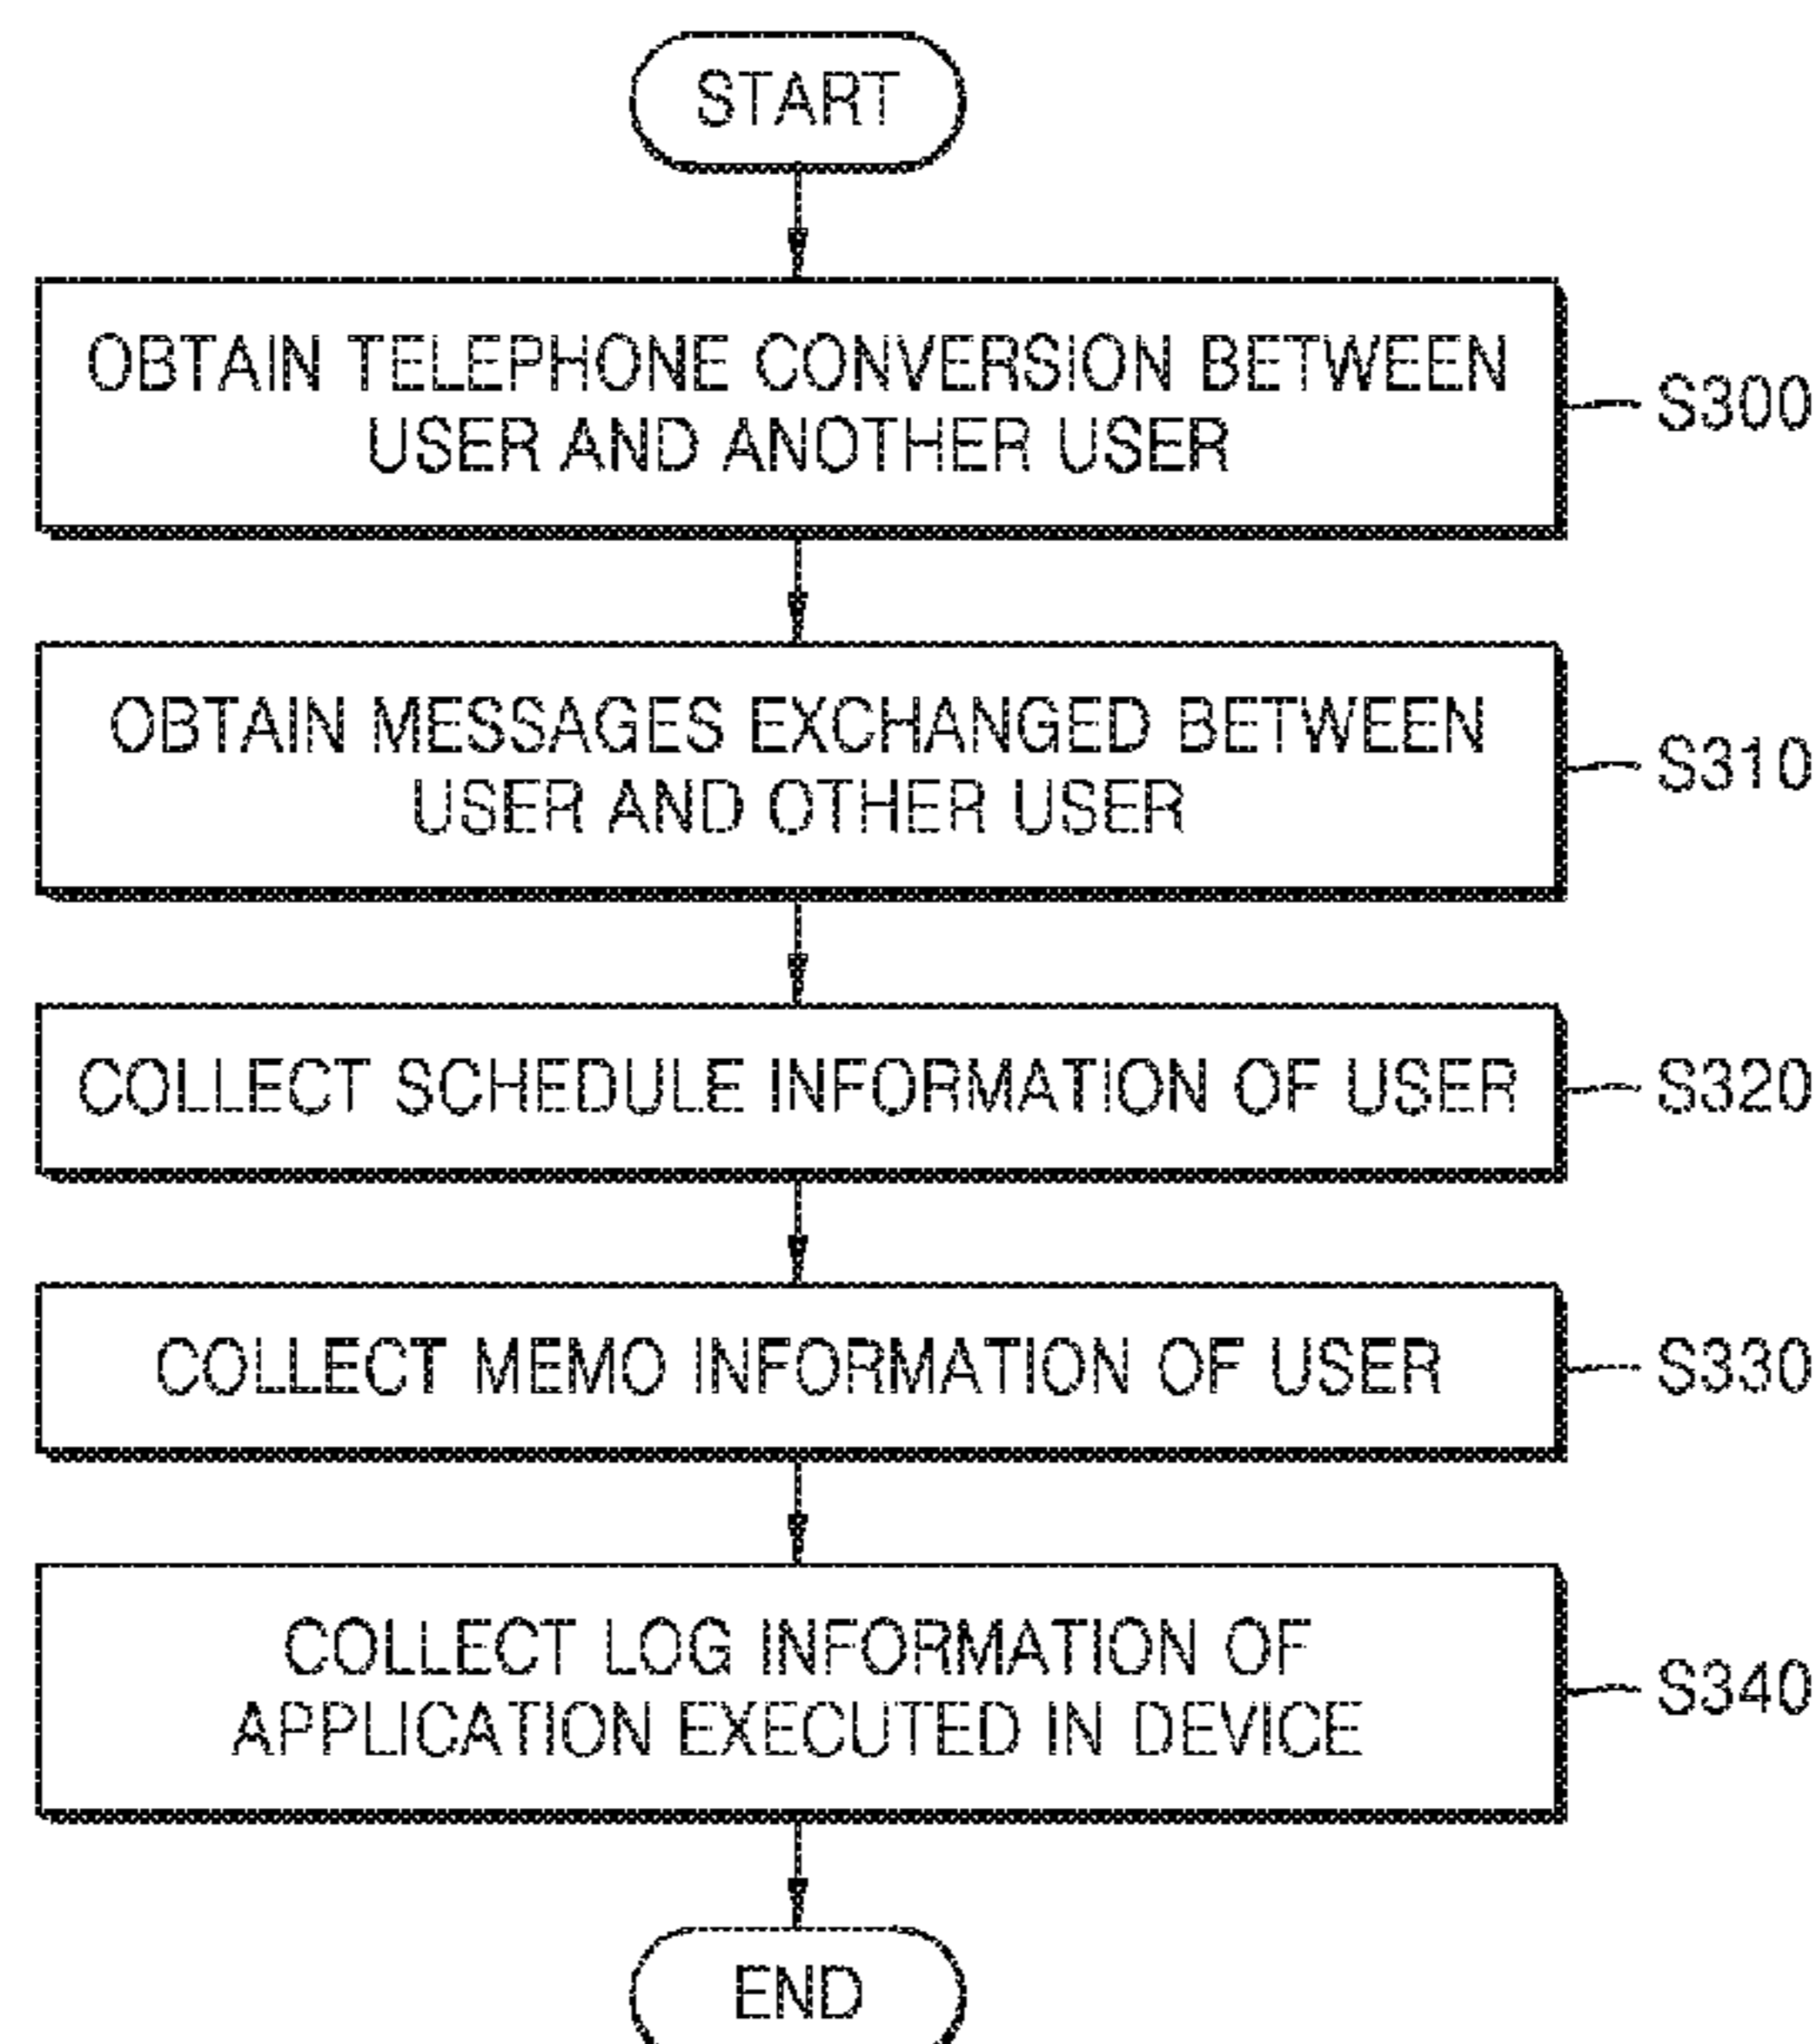 START
OBTAIN TELEPHONE CONVERSION BETWEEN
USER AND ANOTHER USER
S300
OBTAIN MESSAGES EXCHANGED BETWEEN
USER AND OTHER USER
S310
COLLECT SCHEDULE INFORMATION OF USER
S320
COLLECT MEMO INFORMATION OF USER
S330
COLLECT LOG INFORMATION OF
APPLICATION EXECUTED IN DEVICE
S340
END